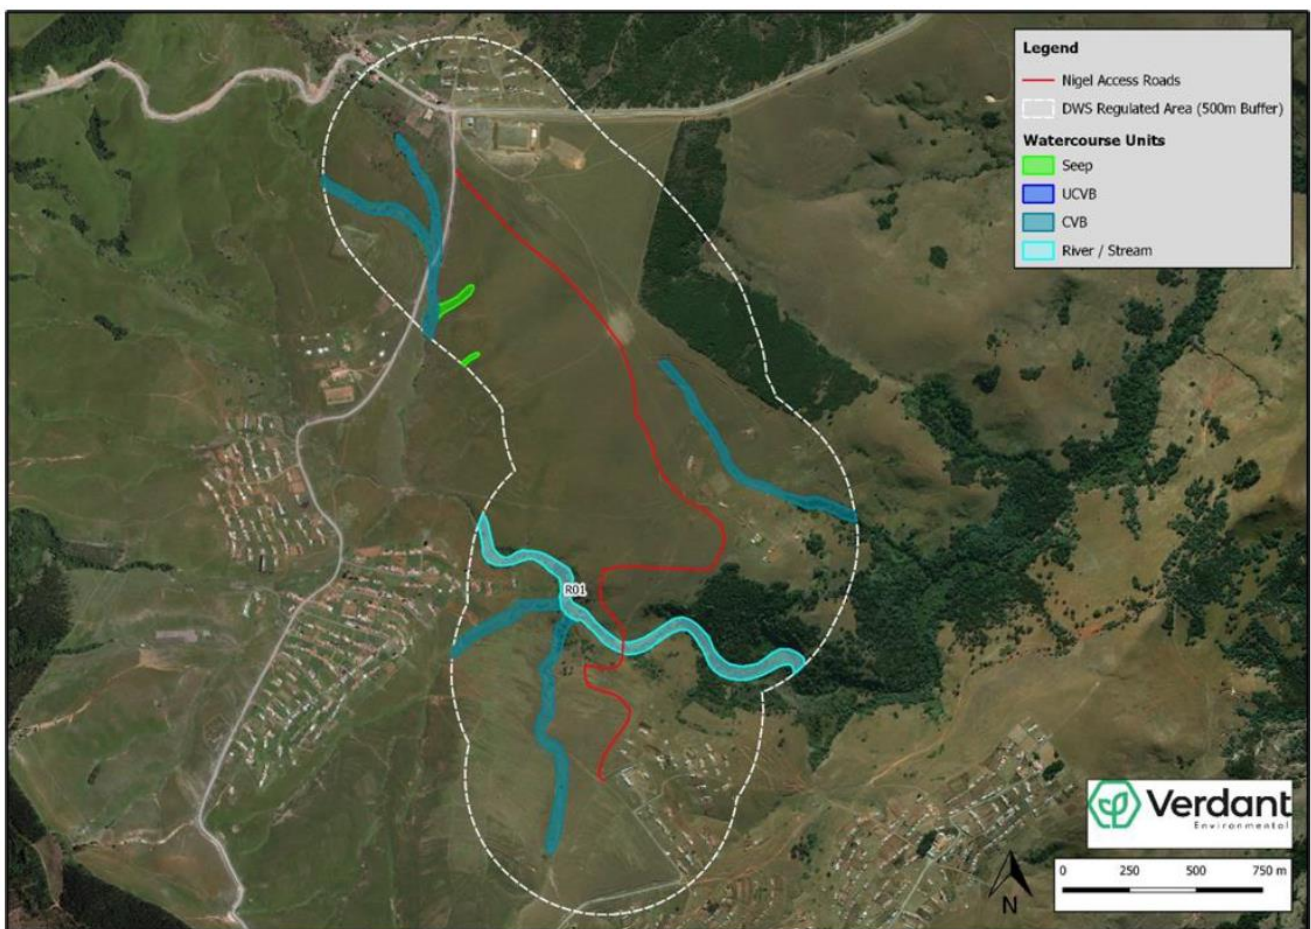 Legend
Nigel Access Roads
DWS Regulated Area (500m Buffer)
Watercourse Units
Seep
UCVB
CVB
River / Stream
R01
Verdant
Environmental
0 250 500 750 m
N